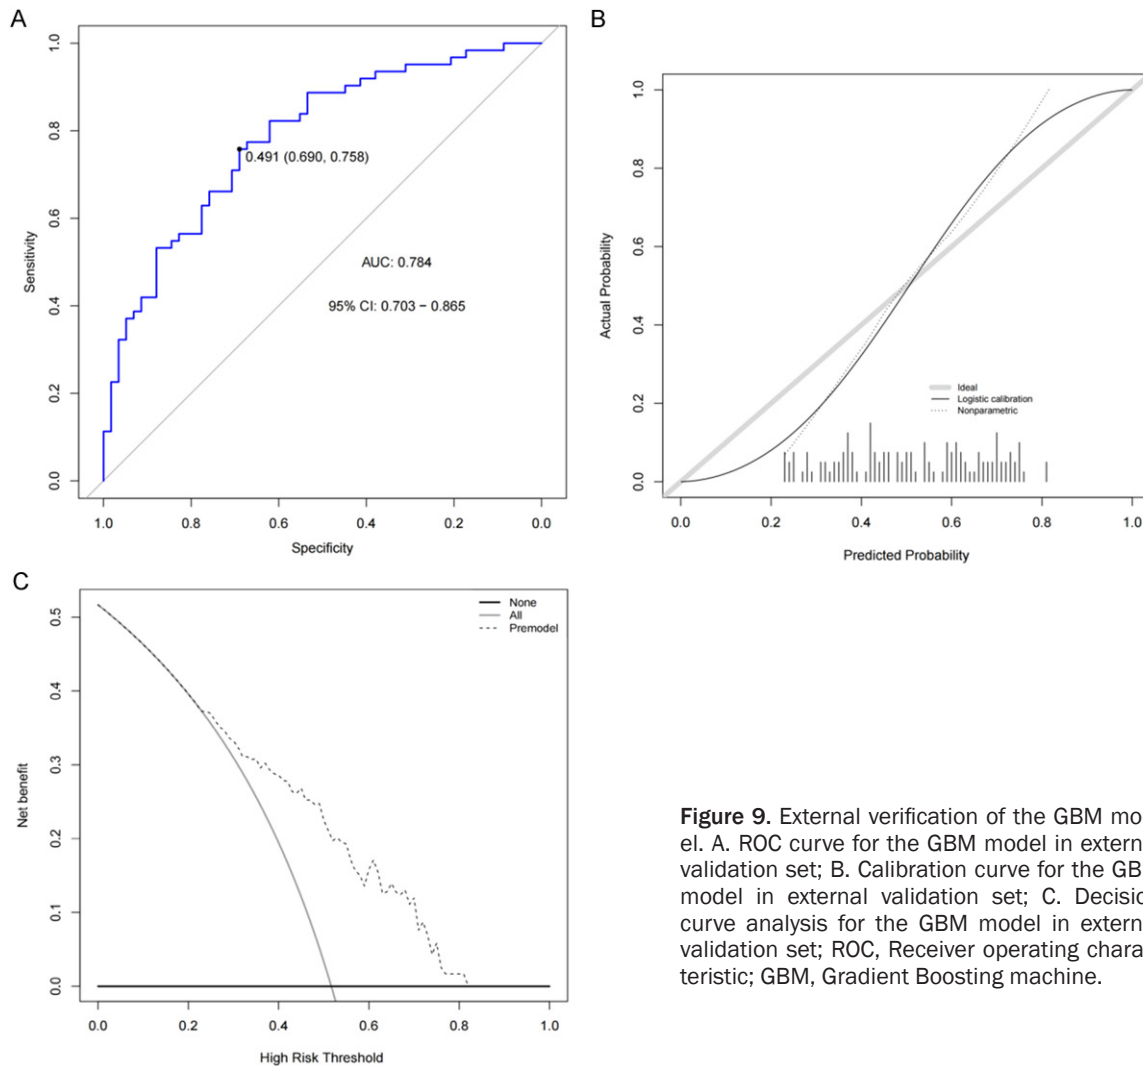 A
1.0
0.8
0.6
0.4
0.2
0.0
Sensitivity
0.491 (0.690, 0.758)
AUC: 0.784
95% CI: 0.703 – 0.865
1.0
0.8
0.6
0.4
0.2
0.0
Specificity
B
1.0
0.8
0.6
0.4
0.2
0.0
Actual Probability
Ideal
Logistic calibration
Nonparametric
0.0
0.2
0.4
0.6
0.8
1.0
Predicted Probability
C
0.5
0.4
0.3
0.2
0.1
0.0
Net benefit
None
All
Premodel
0.0
0.2
0.4
0.6
0.8
1.0
High Risk Threshold
Figure 9. External verification of the GBM mo
el. A. ROC curve for the GBM model in extern
validation set; B. Calibration curve for the GB
model in external validation set; C. Decisio
curve analysis for the GBM model in extern
validation set; ROC, Receiver operating chara
teristic; GBM, Gradient Boosting machine.